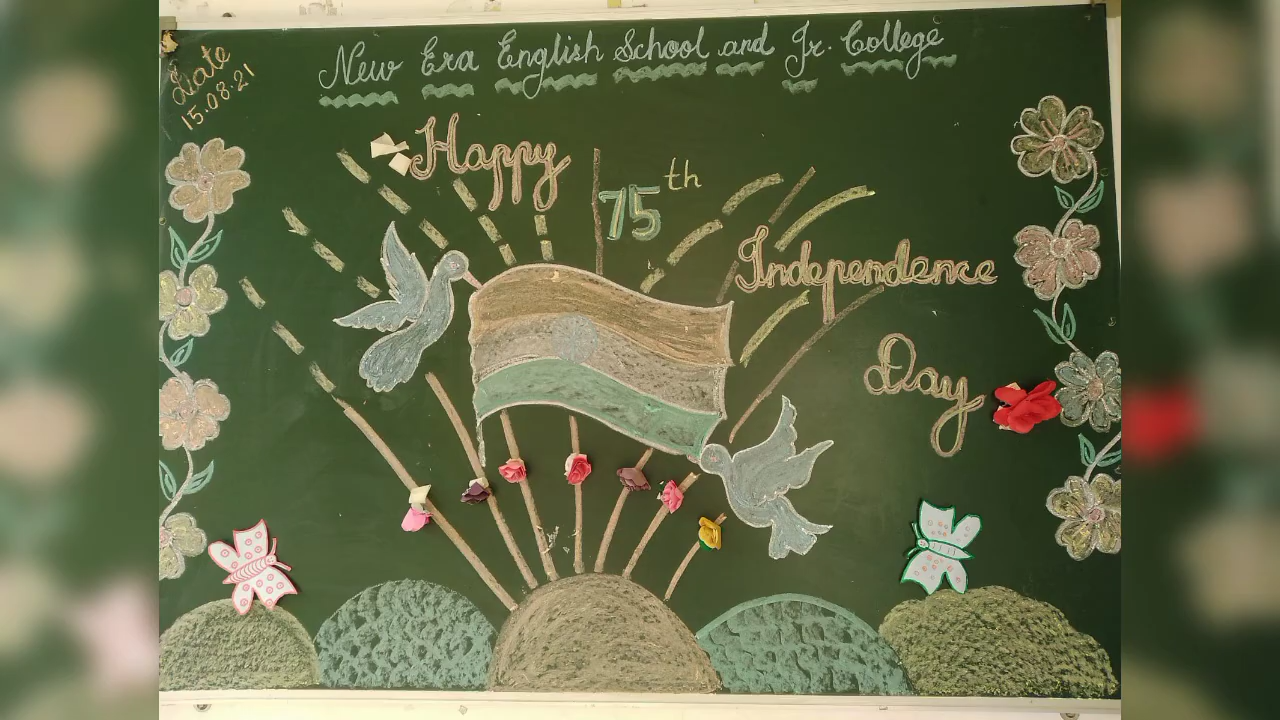 New Era English School and Jr. College
Date
15.08.21
Happy
75th
Independence
Day